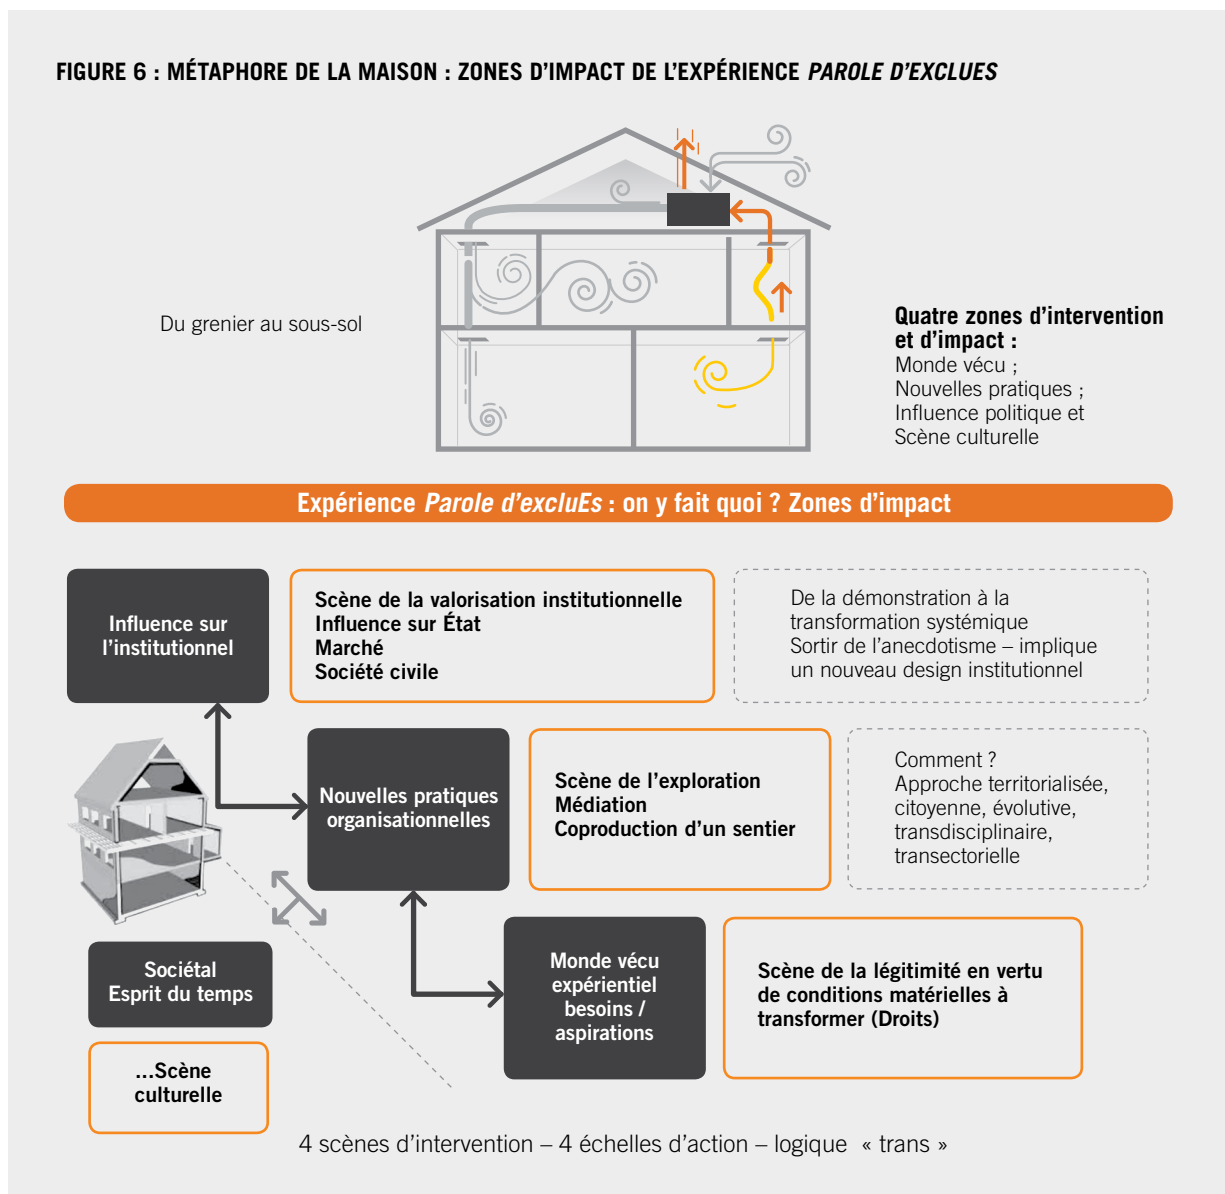 FIGURE 6 : MÉTAPHORE DE LA MAISON : ZONES D'IMPACT DE L'EXPÉRIENCE PAROLE D'EXCLUES
Du grenier au sous-sol
Quatre zones d'intervention
et d'impact :
Monde vécu ;
Nouvelles pratiques ;
Influence politique et
Scène culturelle
Expérience Parole d'excluEs : on y fait quoi ? Zones d'impact
Influence sur
l'institutionnel
Scène de la valorisation institutionnelle
Influence sur État
Marché
Société civile
De la démonstration à la
transformation systémique
Sortir de l'anecdotisme – implique
un nouveau design institutionnel
Nouvelles pratiques
organisationnelles
Scène de l'exploration
Médiation
Coproduction d'un sentier
Comment ?
Approche territorialisée,
citoyenne, évolutive,
transdisciplinaire,
transectorielle
Monde vécu
expérientiel
besoins /
aspirations
Scène de la légitimité en vertu
de conditions matérielles à
transformer (Droits)
Sociétal
Esprit du temps
...Scène
culturelle
4 scènes d'intervention – 4 échelles d'action – logique « trans »